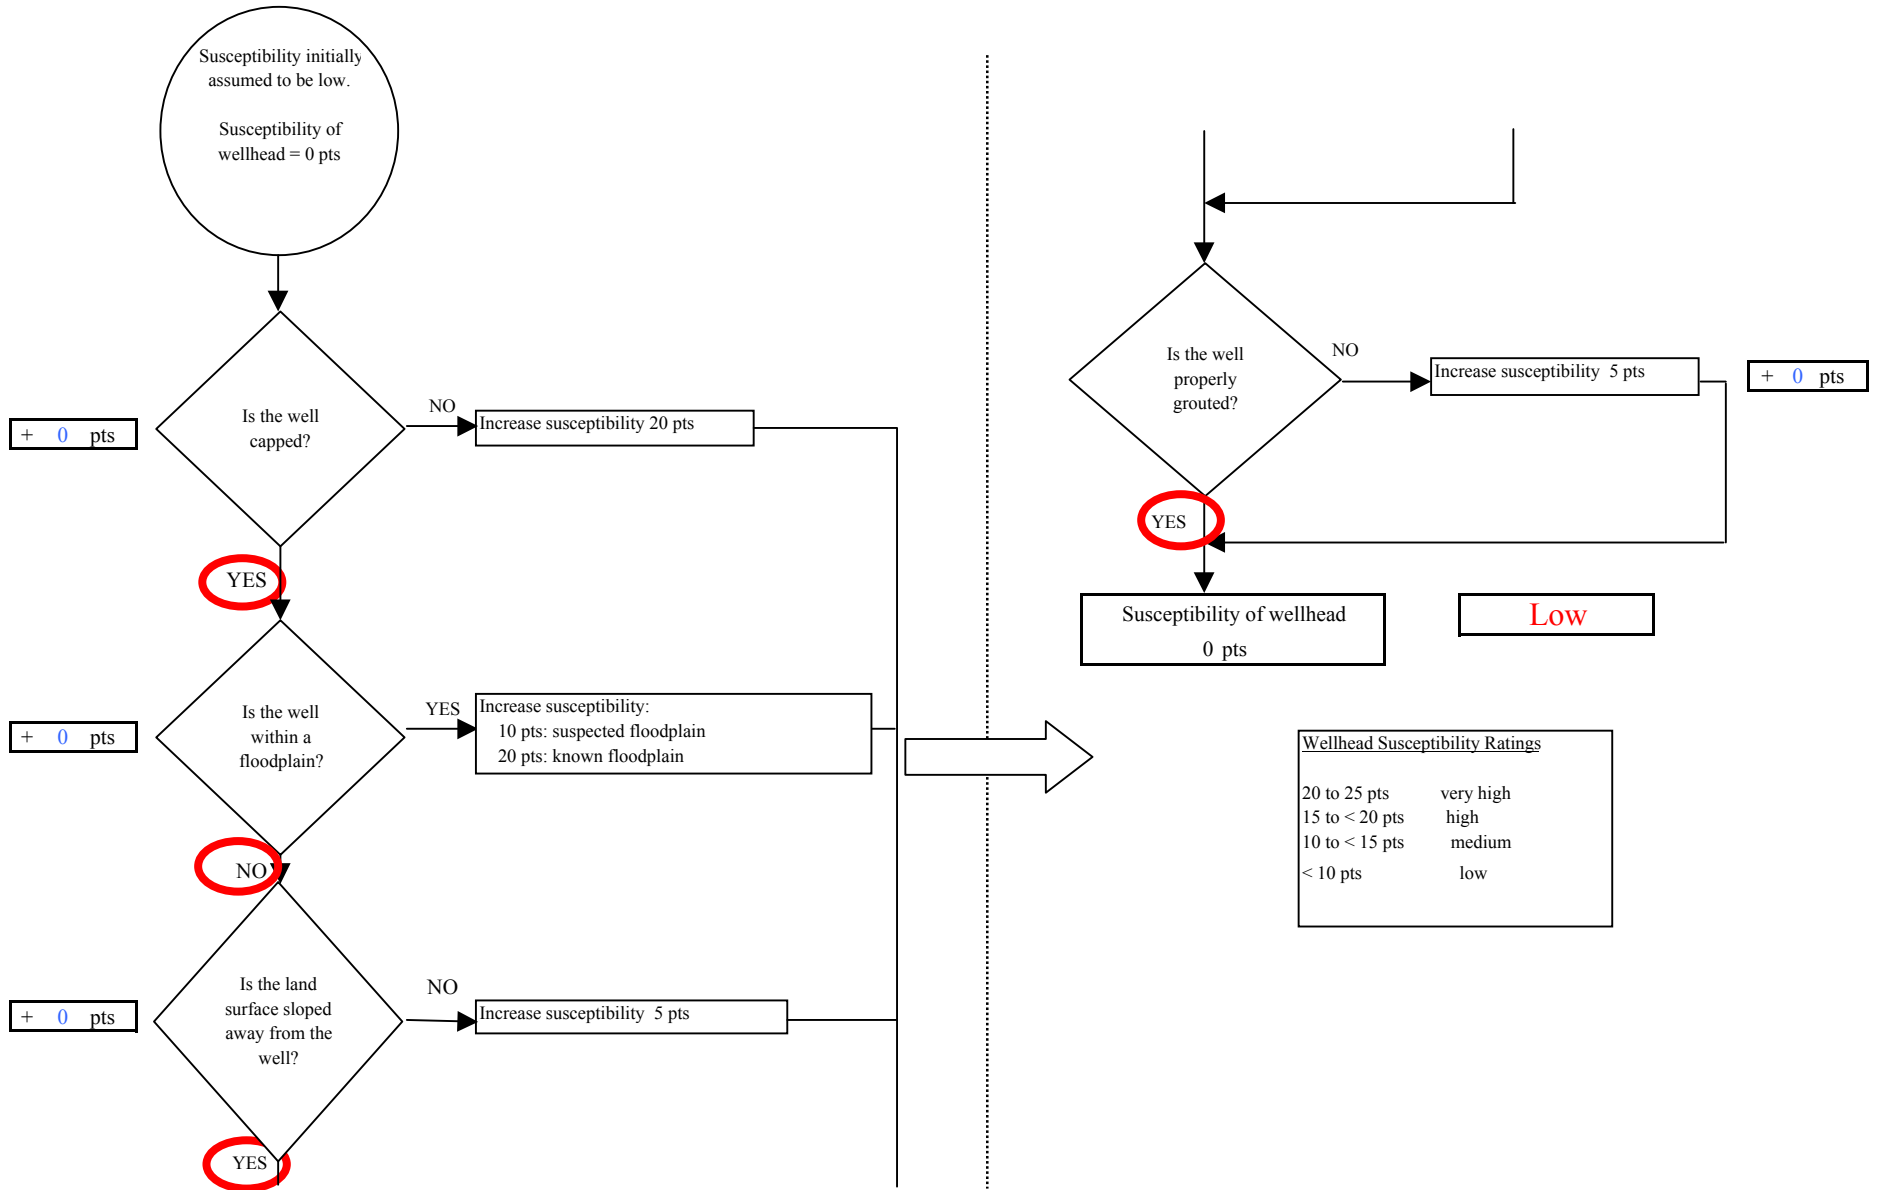 Susceptibility initially
assumed to be low.
Susceptibility of
wellhead = 0 pts
Is the well
capped?
NO
Increase susceptibility 20 pts
+ 0 pts
YES
Is the well
within a
floodplain?
YES
Increase susceptibility:
10 pts: suspected floodplain
20 pts: known floodplain
+ 0 pts
NO
Is the land
surface sloped
away from the
well?
NO
Increase susceptibility 5 pts
+ 0 pts
YES
Is the well
properly
grouted?
NO
Increase susceptibility 5 pts
+ 0 pts
YES
Susceptibility of wellhead
0 pts
Low
Wellhead Susceptibility Ratings
20 to 25 pts very high
15 to < 20 pts high
10 to < 15 pts medium
< 10 pts low